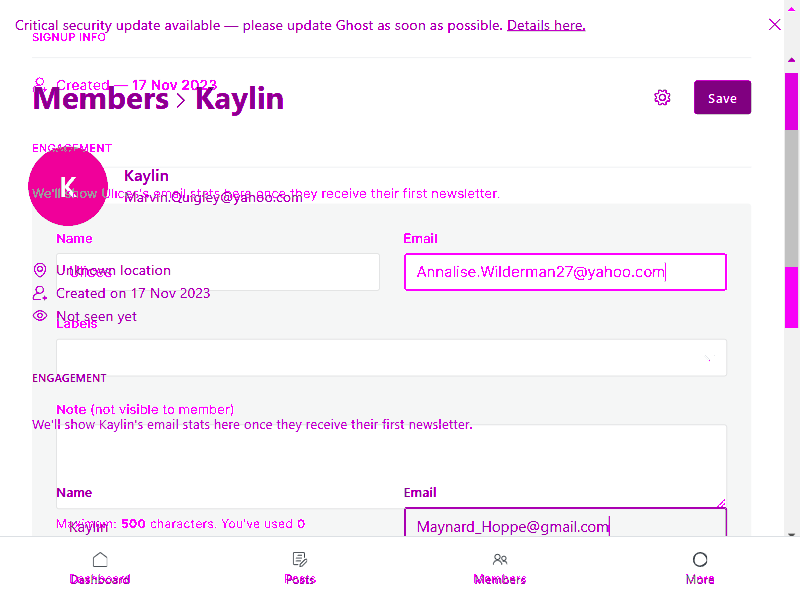 Critical security update available — please update Ghost as soon as possible. Details here.
SIGNUP INFO
Created — 17 Nov 2023
Members › Kaylin
Save
ENGAGEMENT
K
Kaylin
We'll show Ulices's email stats here once they receive their first newsletter.
Marvin.Quigley@yahoo.com
Name
Email
Unknown location
Ulices
Annalise.Wilderman27@yahoo.com
Created on 17 Nov 2023
Not seen yet
Labels
ENGAGEMENT
Note (not visible to member)
We'll show Kaylin's email stats here once they receive their first newsletter.
Name
Email
Maximum: 500 characters. You've used 0
Kaylin
Maynard_Hoppe@gmail.com
Dashboard
Posts
Members
More